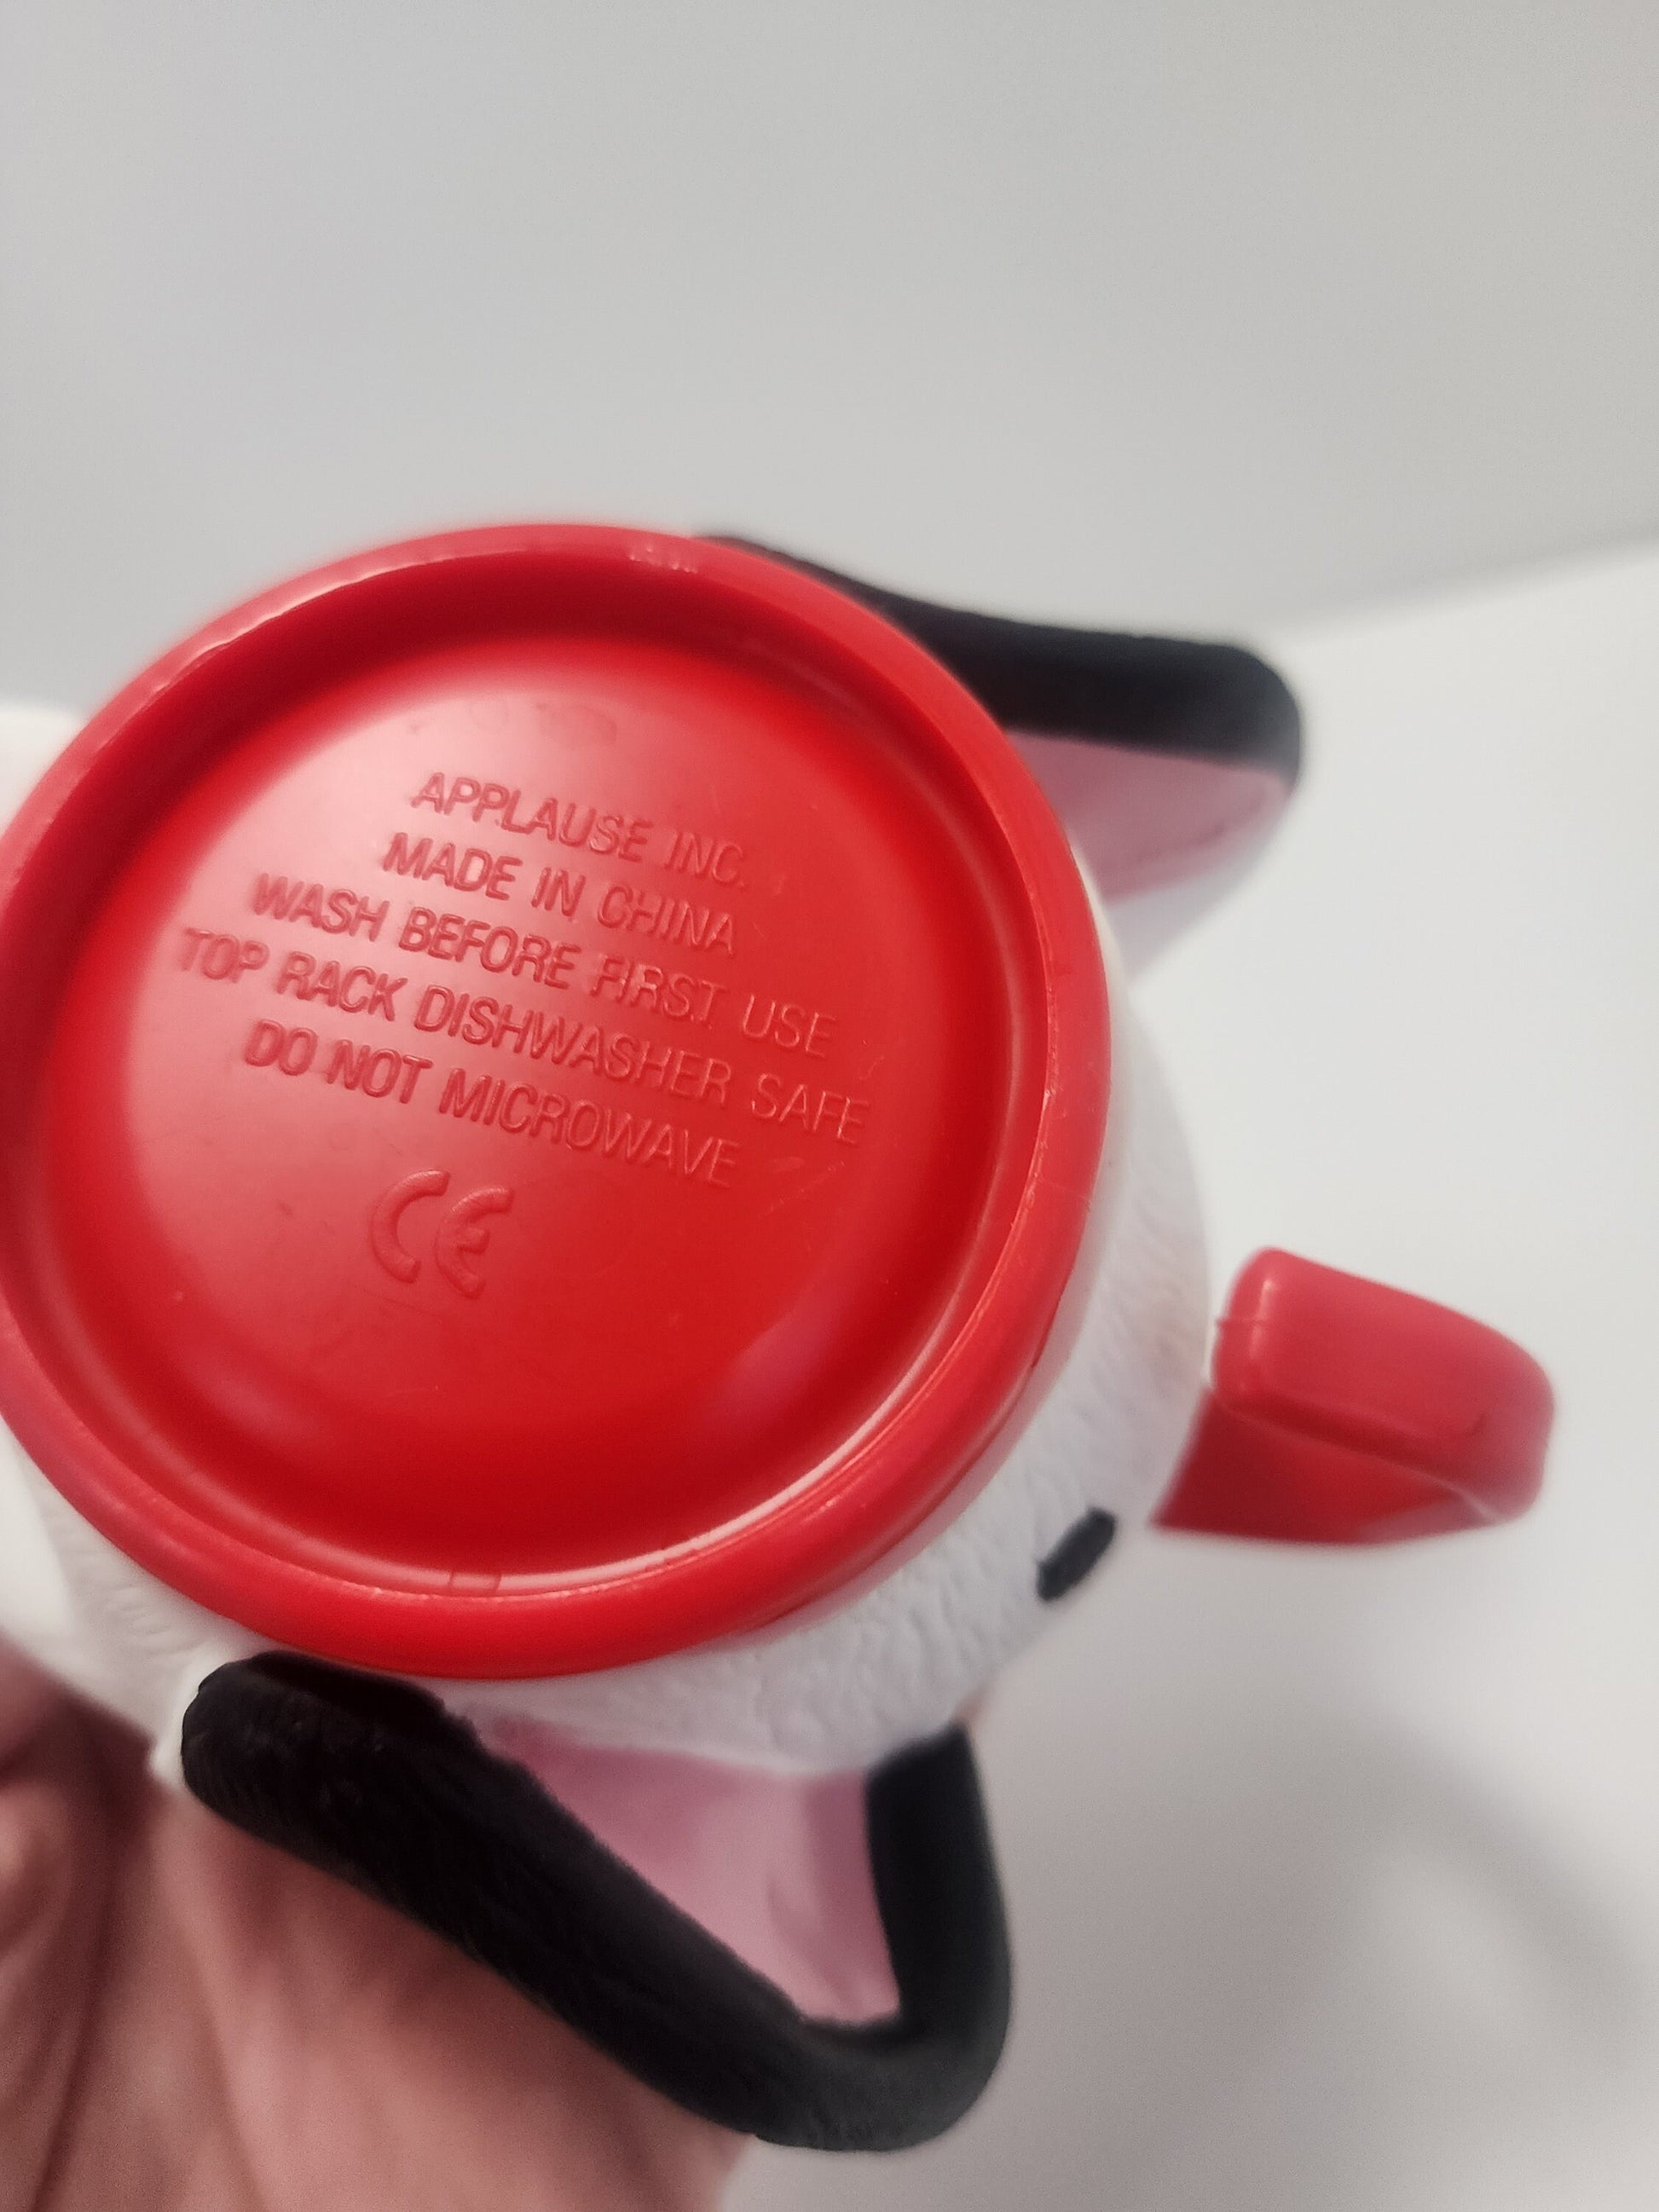 APPLAUSE INC.
MADE IN CHINA
WASH BEFORE FIRST USE
TOP RACK DISHWASHER SAFE
DO NOT MICROWAVE
CE